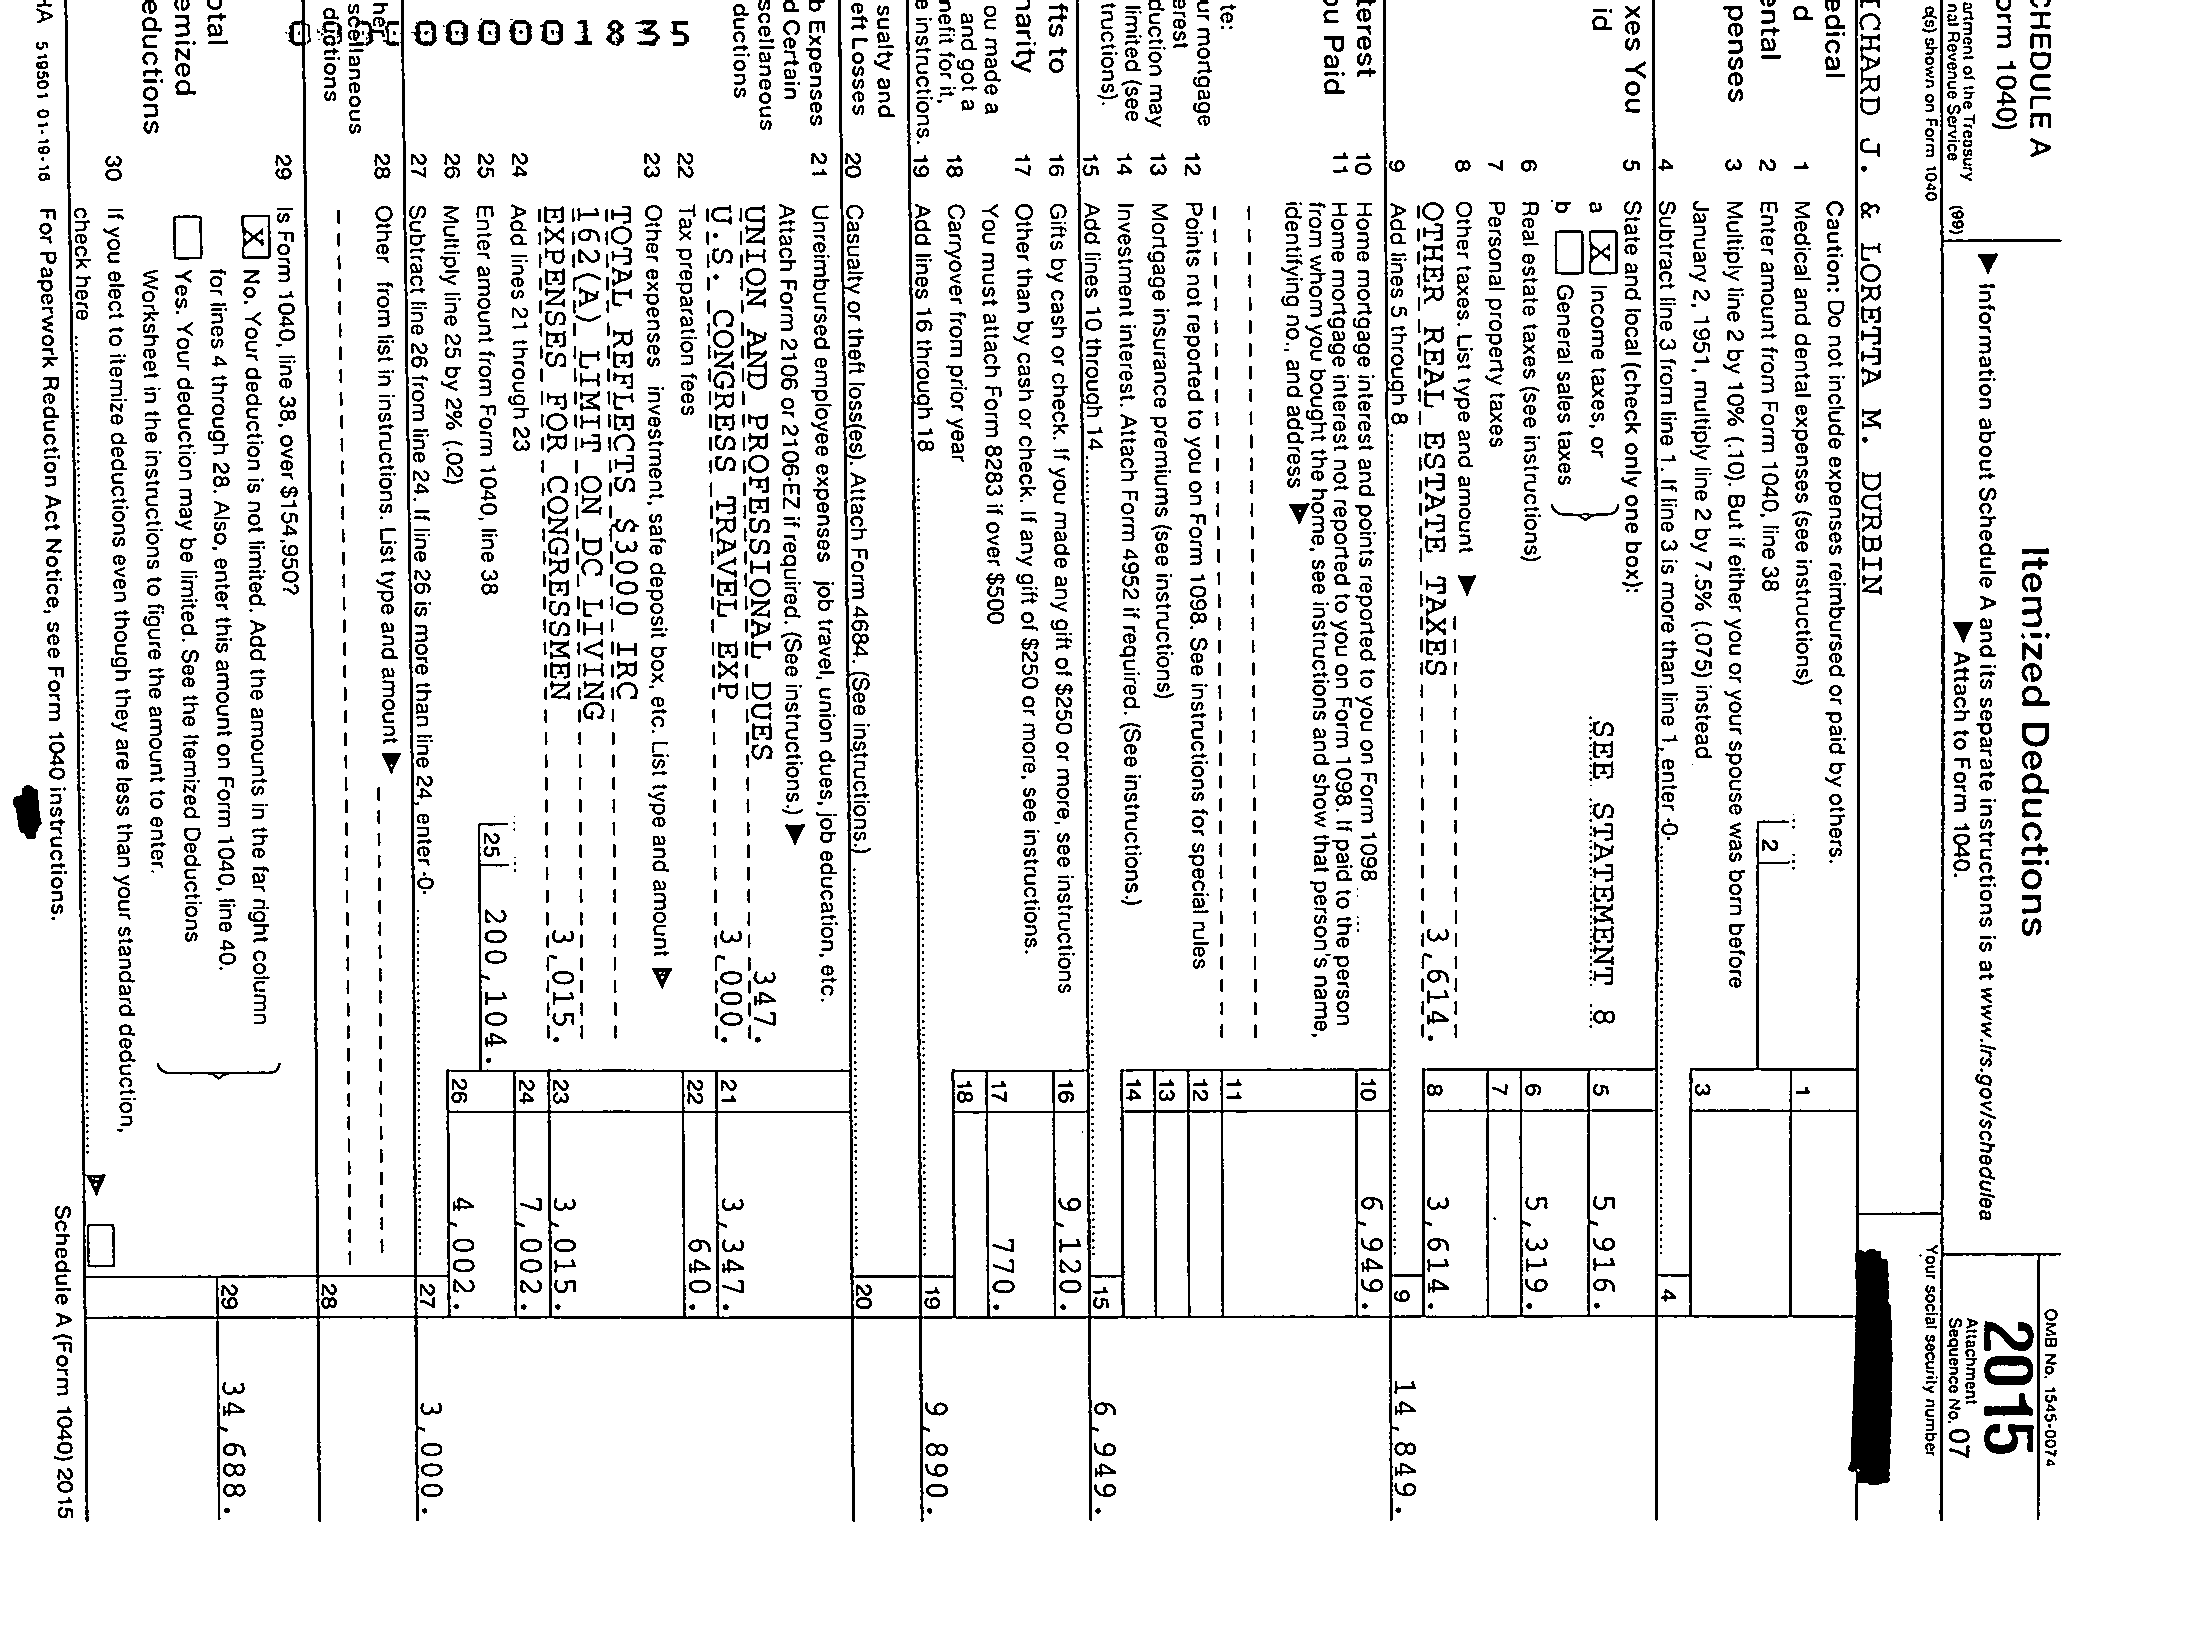 CHEDULE A
orm 1040)
artment of the Treasury
nal Revenue Service (99)
Itemized Deductions
▶ Information about Schedule A and its separate instructions is at www.irs.gov/schedulea
▶ Attach to Form 1040.
OMB No. 1545-0074
2015
Attachment
Sequence No. 07
e(s) shown on Form 1040
Your social security number
ICHARD J. & LORETTA M. DURBIN
edical
d
ental
penses
Caution: Do not include expenses reimbursed or paid by others.
1 Medical and dental expenses (see instructions) 1
2 Enter amount from Form 1040, line 38 2
3 Multiply line 2 by 10% (.10). But if either you or your spouse was born before
January 2, 1951, multiply line 2 by 7.5% (.075) instead 3
4 Subtract line 3 from line 1. If line 3 is more than line 1, enter -0- 4
xes You
id
5 State and local (check only one box):
a X Income taxes, or SEE STATEMENT 8 5 5,916.
b General sales taxes
6 Real estate taxes (see instructions) 6 5,319.
7 Personal property taxes 7
8 Other taxes. List type and amount ▶
OTHER REAL ESTATE TAXES 3,614. 8 3,614.
9 Add lines 5 through 8 9 14,849.
terest
ou Paid
10 Home mortgage interest and points reported to you on Form 1098 10 6,949.
11 Home mortgage interest not reported to you on Form 1098. If paid to the person
from whom you bought the home, see instructions and show that person's name,
identifying no., and address ▶
11
te:
ur mortgage
erest
duction may
limited (see
tructions).
12 Points not reported to you on Form 1098. See instructions for special rules 12
13 Mortgage insurance premiums (see instructions) 13
14 Investment interest. Attach Form 4952 if required. (See instructions.) 14
15 Add lines 10 through 14 15 6,949.
fts to
harity
ou made a
and got a
nefit for it,
e instructions.
16 Gifts by cash or check. If you made any gift of $250 or more, see instructions 16 9,120.
17 Other than by cash or check. If any gift of $250 or more, see instructions.
You must attach Form 8283 if over $500 17 770.
18 Carryover from prior year 18
19 Add lines 16 through 18 19 9,890.
sualty and
eft Losses
20 Casualty or theft loss(es). Attach Form 4684. (See instructions.) 20
b Expenses
d Certain
scellaneous
ductions
21 Unreimbursed employee expenses job travel, union dues, job education, etc.
Attach Form 2106 or 2106-EZ if required. (See instructions.) ▶
UNION AND PROFESSIONAL DUES 347.
U.S. CONGRESS TRAVEL EXP 3,000. 21 3,347.
22 Tax preparation fees 22 640.
23 Other expenses investment, safe deposit box, etc. List type and amount ▶
TOTAL REFLECTS $3000 IRC
162(A) LIMIT ON DC LIVING
EXPENSES FOR CONGRESSMEN 3,015. 23 3,015.
24 Add lines 21 through 23 24 7,002.
25 Enter amount from Form 1040, line 38 25 200,104.
26 Multiply line 25 by 2% (.02) 26 4,002.
27 Subtract line 26 from line 24. If line 26 is more than line 24, enter -0- 27 3,000.
her
scellaneous
ductions
000001835
28 Other from list in instructions. List type and amount ▶
28
otal
emized
eductions
29 Is Form 1040, line 38, over $154,950?
X No. Your deduction is not limited. Add the amounts in the far right column
for lines 4 through 28. Also, enter this amount on Form 1040, line 40. 29 34,688.
Yes. Your deduction may be limited. See the Itemized Deductions
Worksheet in the instructions to figure the amount to enter.
30 If you elect to itemize deductions even though they are less than your standard deduction,
check here ▶
HA 519501 01-19-16 For Paperwork Reduction Act Notice, see Form 1040 instructions. Schedule A (Form 1040) 2015